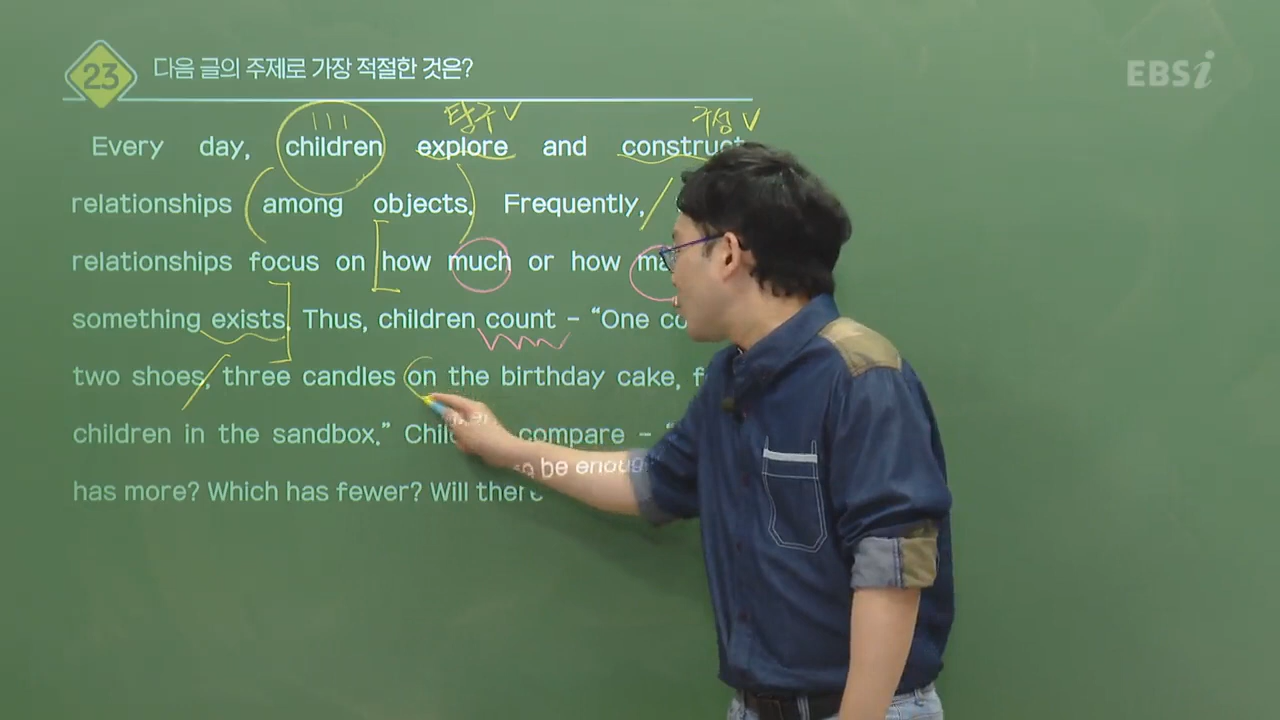 23 다음 글의 주제로 가장 적절한 것은?
EBSi
탐구 구성
Every day, children explore and construct
relationships among objects. Frequently,
relationships focus on how much or how
something exists. Thus, children count – “One
two shoes, three candles on the birthday cake,
children in the sandbox.” compare –
has more? Which has fewer? Will there
be